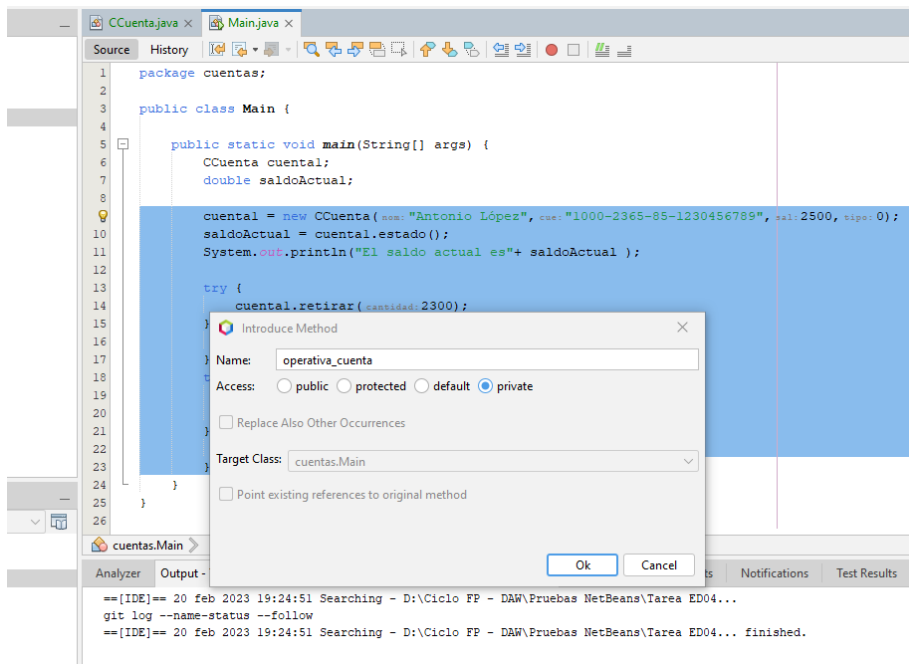 CCuenta.java × Main.java ×
Source History
1 package cuentas;
2
3 public class Main {
4
5 public static void main(String[] args) {
6 CCuenta cuental;
7 double saldoActual;
8
cuental = new CCuenta( nom: "Antonio López", cue: "1000-2365-85-1230456789", sal: 2500, tipo: 0);
10 saldoActual = cuental.estado();
11 System.out.println("El saldo actual es"+ saldoActual );
12
13 try {
14 cuental.retirar( cantidad: 2300);
15 }
16
17 }
18
19
20
21 }
22
23 }
24 }
25 }
26
Introduce Method
Name: operativa_cuenta
Access: public protected default private
Replace Also Other Occurrences
Target Class: cuentas.Main
Point existing references to original method
Ok Cancel
cuentas.Main
Analyzer Output - ts Notifications Test Results
==[IDE]== 20 feb 2023 19:24:51 Searching - D:\Ciclo FP - DAW\Pruebas NetBeans\Tarea ED04...
git log --name-status --follow
==[IDE]== 20 feb 2023 19:24:51 Searching - D:\Ciclo FP - DAW\Pruebas NetBeans\Tarea ED04... finished.